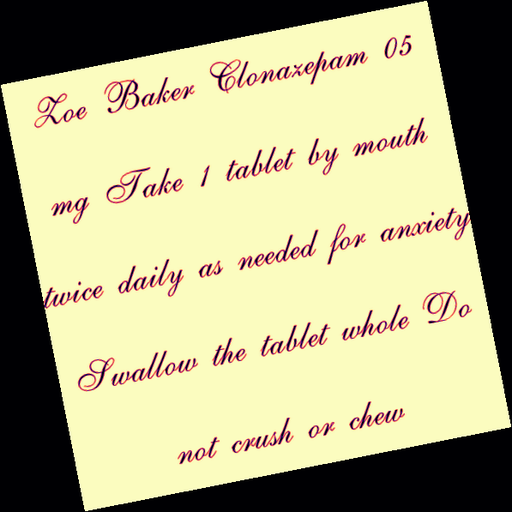 Zoe Baker Clonazepam 05
mg Take 1 tablet by mouth
twice daily as needed for anxiety
Swallow the tablet whole Do
not crush or chew